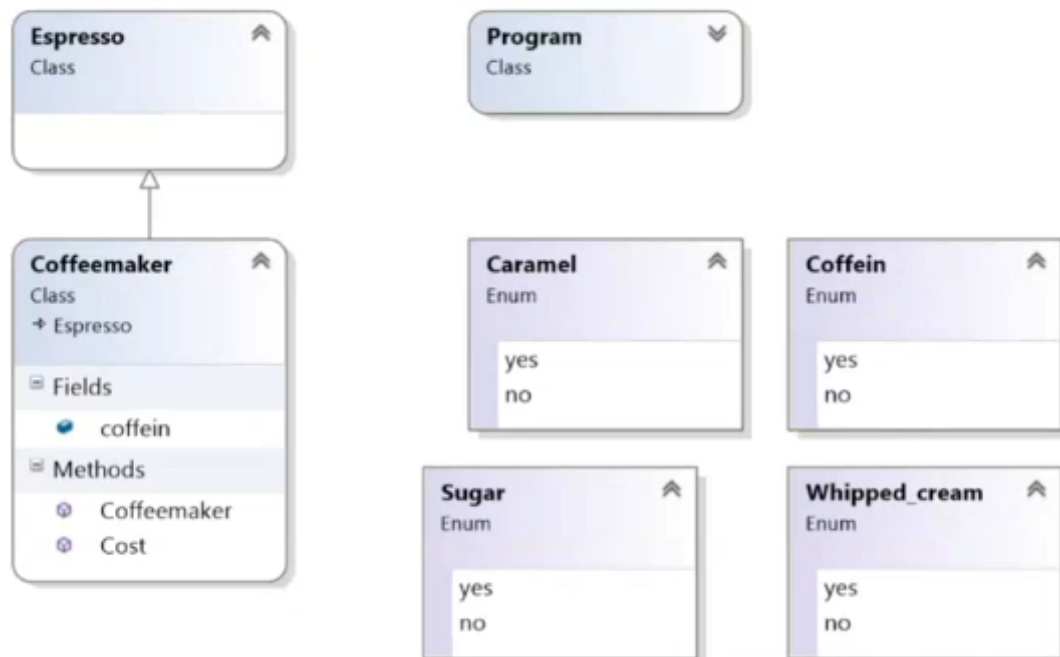 Espresso
Class
Program
Class
Coffeemaker
Class
Espresso
Fields
coffein
Methods
Coffeemaker
Cost
Caramel
Enum
yes
no
Coffein
Enum
yes
no
Sugar
Enum
yes
no
Whipped_cream
Enum
yes
no